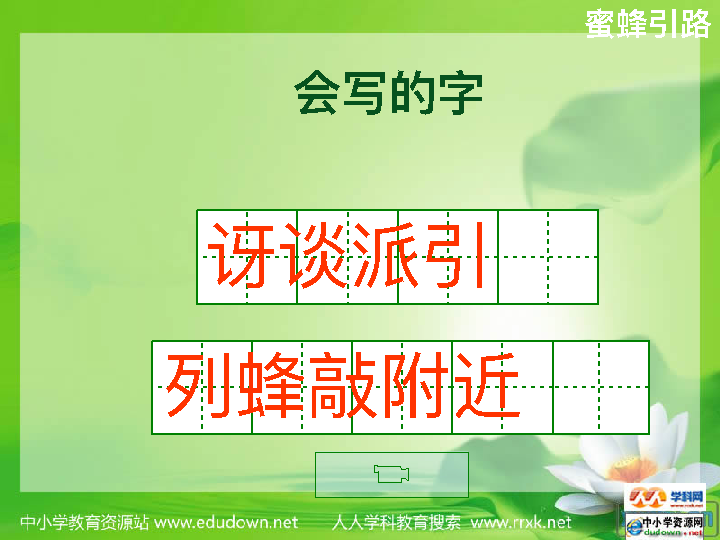 蜜蜂引路
会写的字
讶谈派引
列蜂敲附近
学科网
中小学教育资源站 www.edudown.net 人人学科教育搜索 www.rrxk.net
中小学资源网
edudown.net